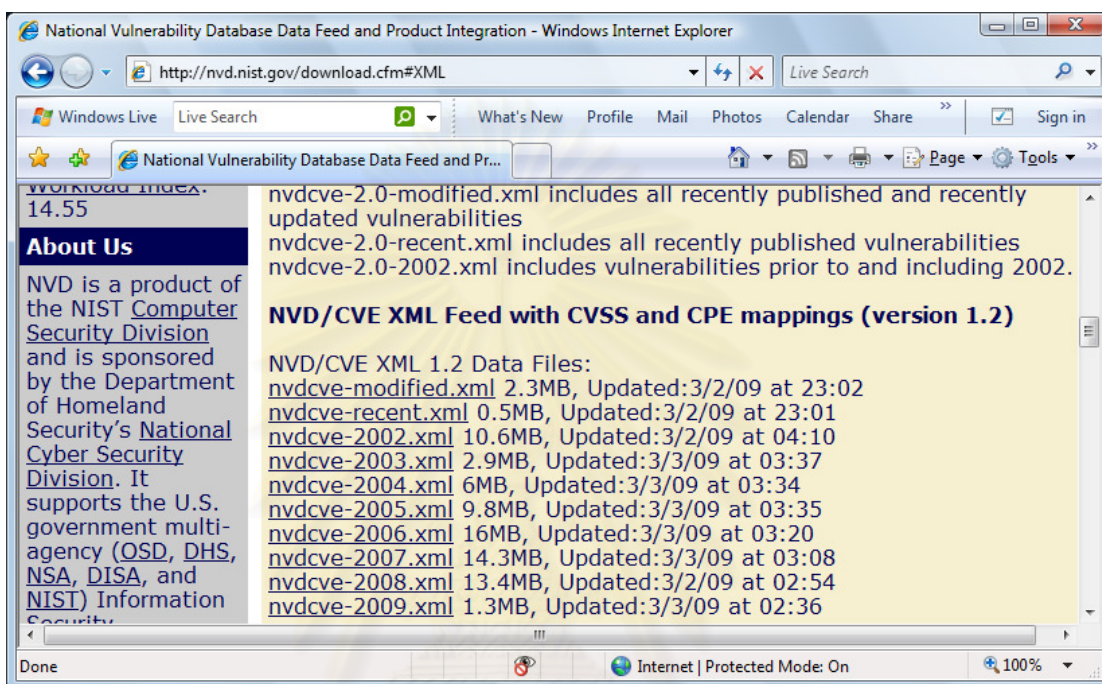 National Vulnerability Database Data Feed and Product Integration - Windows Internet Explorer
http://nvd.nist.gov/download.cfm#XML
Live Search
Windows Live Live Search What's New Profile Mail Photos Calendar Share >> Sign in
National Vulnerability Database Data Feed and Pr... Page Tools >>
Workload Index:
14.55
About Us
NVD is a product of
the NIST Computer
Security Division
and is sponsored
by the Department
of Homeland
Security's National
Cyber Security
Division. It
supports the U.S.
government multi-
agency (OSD, DHS,
NSA, DISA, and
NIST) Information
Security
nvdcve-2.0-modified.xml includes all recently published and recently
updated vulnerabilities
nvdcve-2.0-recent.xml includes all recently published vulnerabilities
nvdcve-2.0-2002.xml includes vulnerabilities prior to and including 2002.
NVD/CVE XML Feed with CVSS and CPE mappings (version 1.2)
NVD/CVE XML 1.2 Data Files:
nvdcve-modified.xml 2.3MB, Updated:3/2/09 at 23:02
nvdcve-recent.xml 0.5MB, Updated:3/2/09 at 23:01
nvdcve-2002.xml 10.6MB, Updated:3/2/09 at 04:10
nvdcve-2003.xml 2.9MB, Updated:3/3/09 at 03:37
nvdcve-2004.xml 6MB, Updated:3/3/09 at 03:34
nvdcve-2005.xml 9.8MB, Updated:3/3/09 at 03:35
nvdcve-2006.xml 16MB, Updated:3/3/09 at 03:20
nvdcve-2007.xml 14.3MB, Updated:3/3/09 at 03:08
nvdcve-2008.xml 13.4MB, Updated:3/2/09 at 02:54
nvdcve-2009.xml 1.3MB, Updated:3/3/09 at 02:36
Done Internet | Protected Mode: On 100%